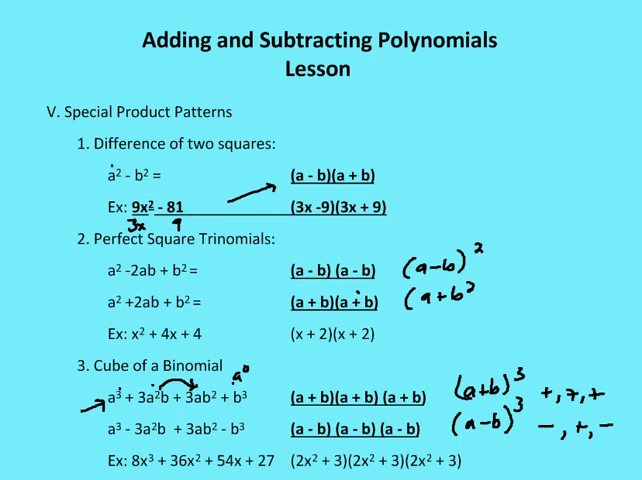 Adding and Subtracting Polynomials
Lesson
V. Special Product Patterns
1. Difference of two squares:
a² - b² = (a - b)(a + b)
Ex: 9x² - 81 (3x -9)(3x + 9)
3x 9
2. Perfect Square Trinomials:
a² -2ab + b² = (a - b) (a - b) (a-b)²
a² +2ab + b² = (a + b)(a + b) (a+b²
Ex: x² + 4x + 4 (x + 2)(x + 2)
3. Cube of a Binomial
a³ + 3a²b + 3ab² + b³ (a + b)(a + b) (a + b) (a+b)³ +, +, +
a³ - 3a²b + 3ab² - b³ (a - b) (a - b) (a - b) (a-b)³ -, +, -
Ex: 8x³ + 36x² + 54x + 27 (2x² + 3)(2x² + 3)(2x² + 3)